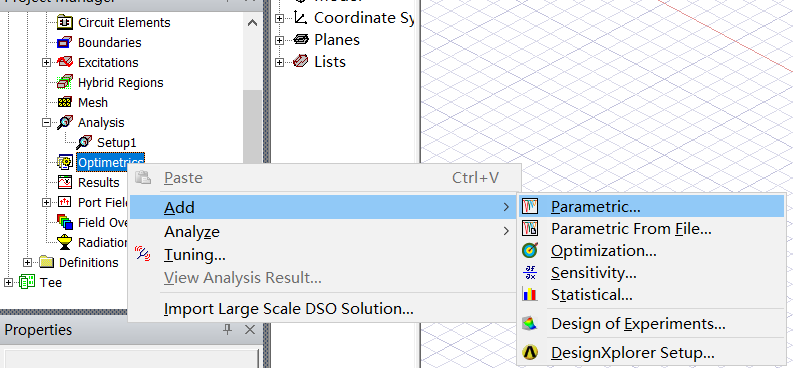 Project Manager
Circuit Elements
Boundaries
Excitations
Hybrid Regions
Mesh
Analysis
Setup1
Optimetrics
Results
Port Field
Field Ove
Radiation
Definitions
Tee
Properties
Model
Coordinate Sy
Planes
Lists
Paste Ctrl+V
Add
Analyze
Tuning...
View Analysis Result...
Import Large Scale DSO Solution...
Parametric...
Parametric From File...
Optimization...
Sensitivity...
Statistical...
Design of Experiments...
DesignXplorer Setup...